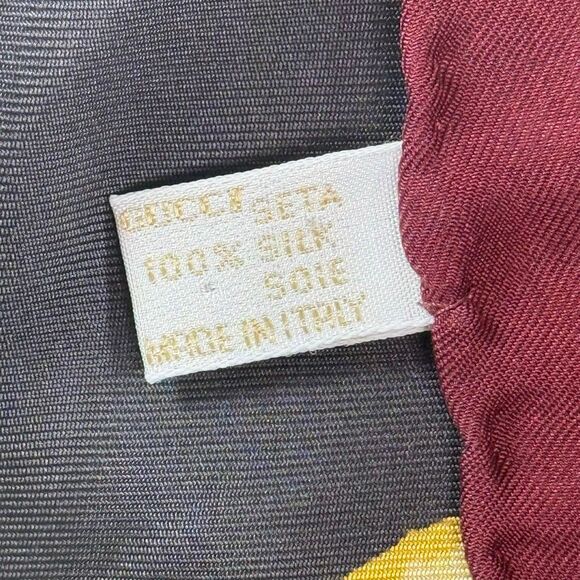 GUCCI SETA
100% SILK
SOIE
MADE IN ITALY